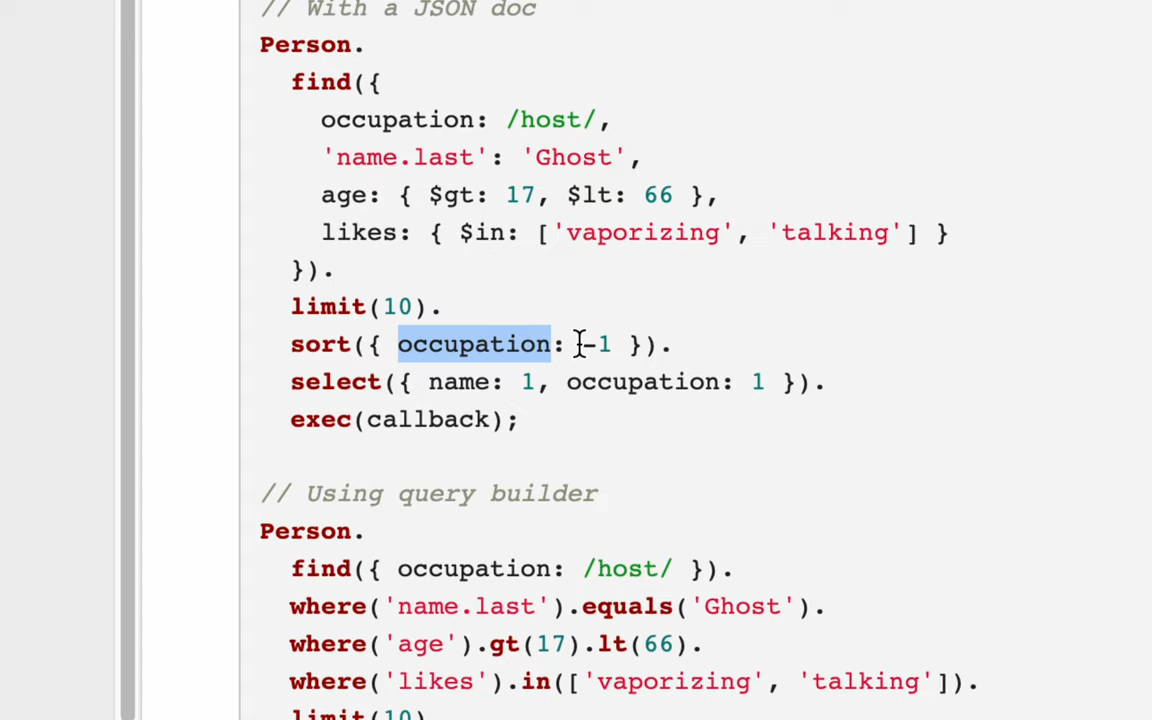 // With a JSON doc
Person.
find({
occupation: /host/,
'name.last': 'Ghost',
age: { $gt: 17, $lt: 66 },
likes: { $in: ['vaporizing', 'talking'] }
}).
limit(10).
sort({ occupation: -1 }).
select({ name: 1, occupation: 1 }).
exec(callback);
// Using query builder
Person.
find({ occupation: /host/ }).
where('name.last').equals('Ghost').
where('age').gt(17).lt(66).
where('likes').in(['vaporizing', 'talking']).
limit(10)